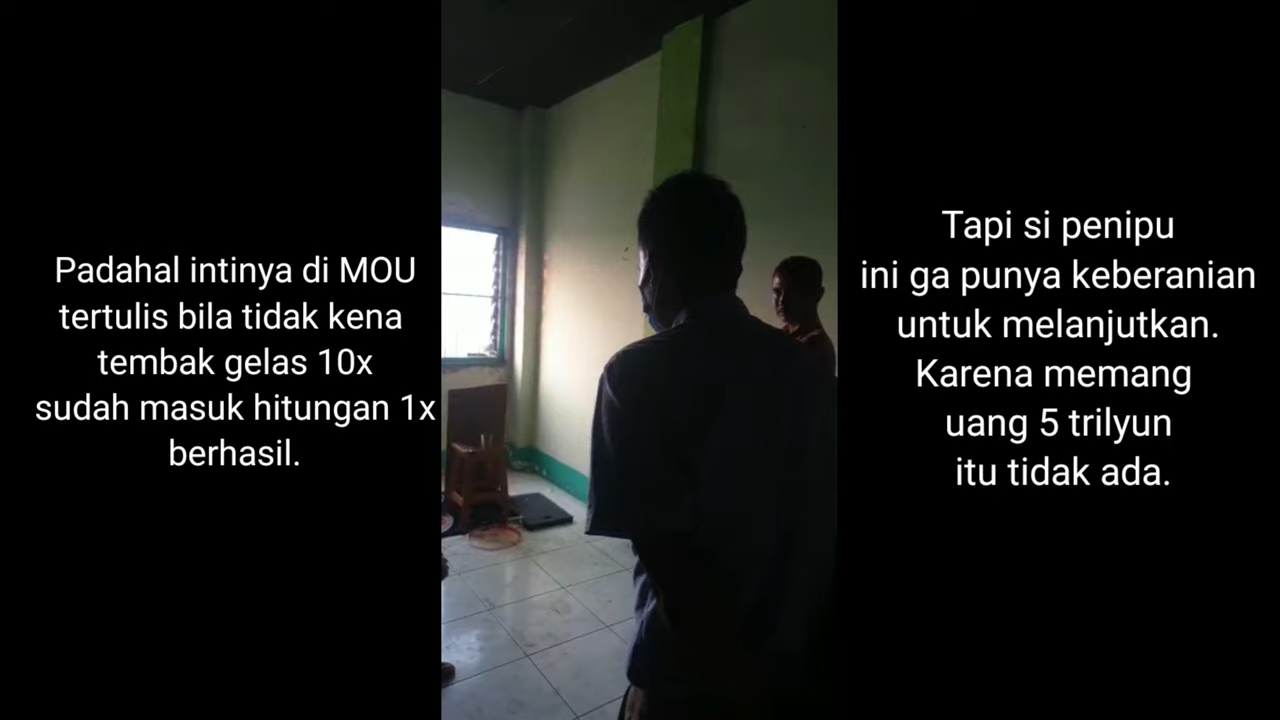 Padahal intinya di MOU
tertulis bila tidak kena
tembak gelas 10x
sudah masuk hitungan 1x
berhasil.
Tapi si penipu
ini ga punya keberanian
untuk melanjutkan.
Karena memang
uang 5 trilyun
itu tidak ada.